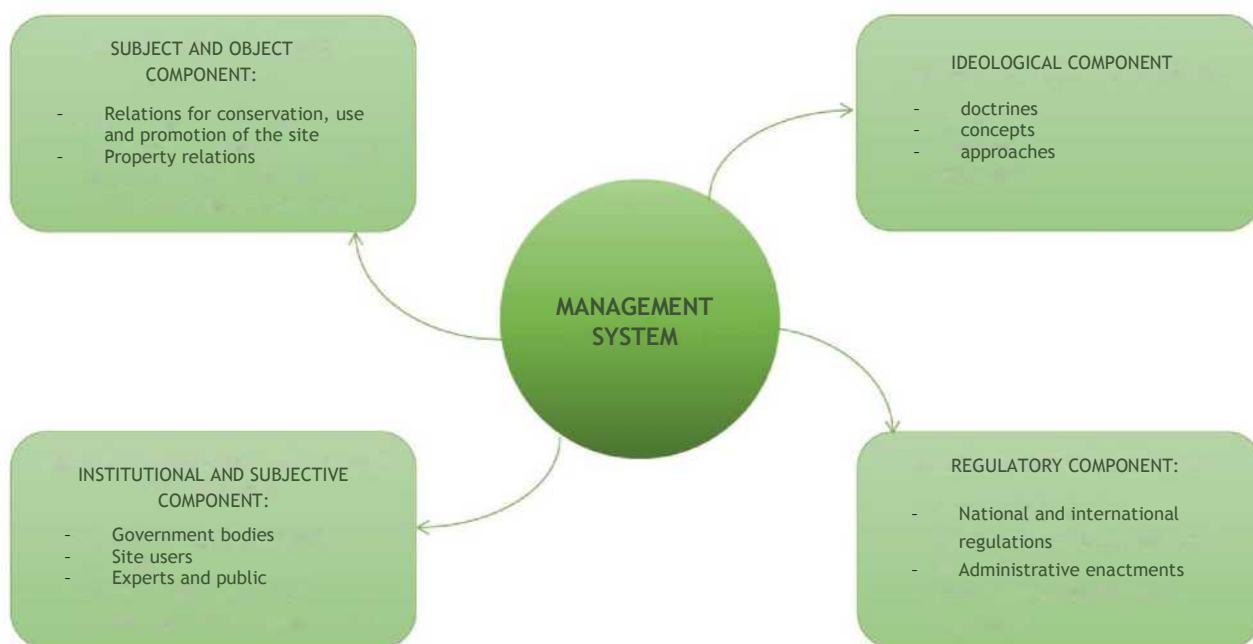 SUBJECT AND OBJECT
COMPONENT:
- Relations for conservation, use
and promotion of the site
- Property relations
IDEOLOGICAL COMPONENT
- doctrines
- concepts
- approaches
MANAGEMENT
SYSTEM
INSTITUTIONAL AND SUBJECTIVE
COMPONENT:
- Government bodies
- Site users
- Experts and public
REGULATORY COMPONENT:
- National and international
regulations
- Administrative enactments